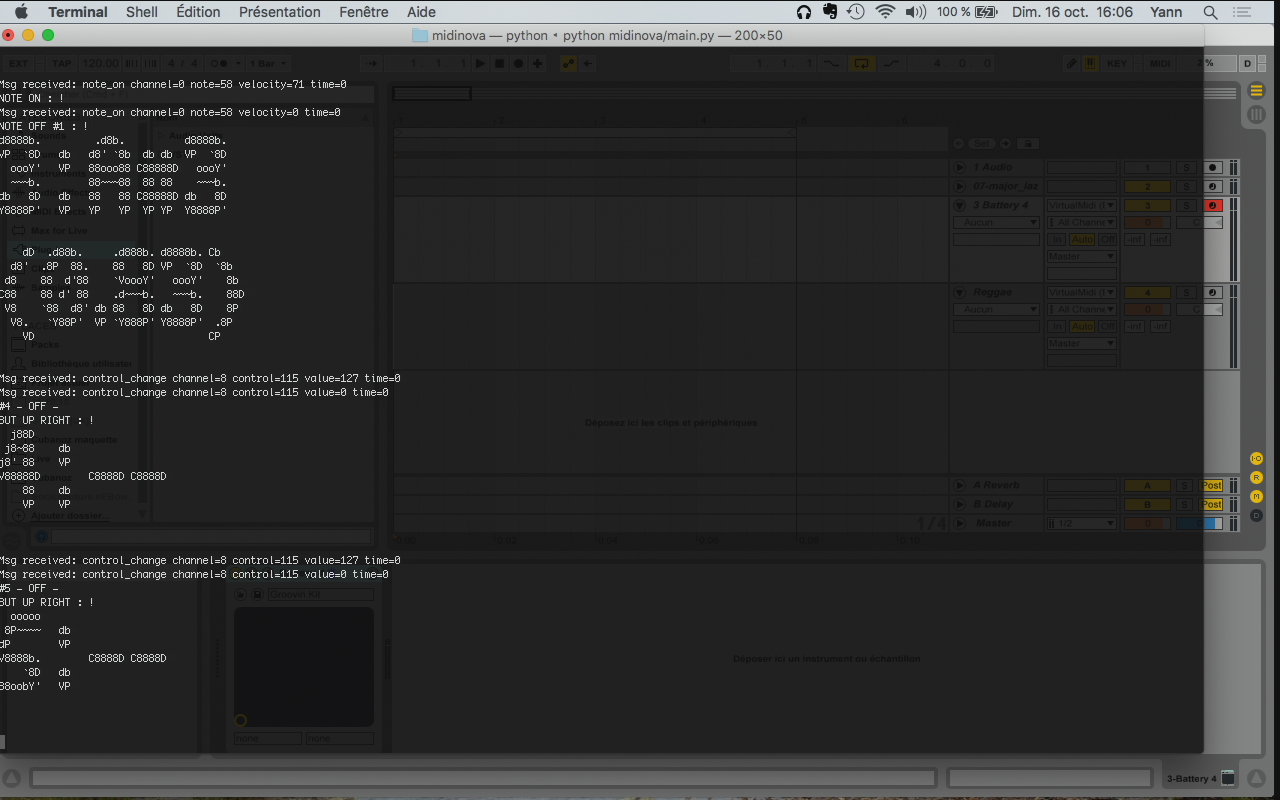 Terminal Shell Édition Présentation Fenêtre Aide 100 % Dim. 16 oct. 16:06 Yann
midinova — python • python midinova/main.py — 200×50
EXT TAP 120.00 4 / 4 1 Bar 1. 1. 1 1. 1. 1 4. 0. 0 KEY MIDI 2 % D
Msg received: note_on channel=0 note=58 velocity=71 time=0
NOTE ON : !
Msg received: note_on channel=0 note=58 velocity=0 time=0
NOTE OFF #1 : !
d8888b.         .d8b.          d8888b.
VP  `8D   db   d8' `8b  db db  VP  `8D
  oooY'   VP   88ooo88 C88888D   oooY'
  ~~~b.        88~~~88  88 88    ~~~b.
db   8D   db   88   88 C88888D db   8D
Y8888P'   VP   YP   YP  YP YP  Y8888P'
Max for Live
    dD  .d88b.     .d888b. d8888b. Cb
  d8'  .8P  88.    88   8D VP  `8D  `8b
 d8    88  d'88    `VoooY'   oooY'    8b
C88    88 d' 88    .d~~~b.   ~~~b.    88D
 V8    `88  d8' db 88   8D db   8D    8P
  V8.   `Y88P'  VP `Y888P' Y8888P'  .8P
    VD                             CP
Packs
Bibliothèque utilisateur
Msg received: control_change channel=8 control=115 value=127 time=0
Msg received: control_change channel=8 control=115 value=0 time=0
#4 - OFF -
BUT UP RIGHT : !
  j88D
 j8~88    db
j8' 88    VP
V88888D        C8888D C8888D
    88    db
    VP    VP
Ajouter dossier...
Msg received: control_change channel=8 control=115 value=127 time=0
Msg received: control_change channel=8 control=115 value=0 time=0
#5 - OFF -
BUT UP RIGHT : !
  ooooo
 8P~~~~   db
dP        VP
V8888b.        C8888D C8888D
    `8D   db
88oobY'   VP
Set
1 Audio 1 S
07-major_laz 2 S
3 Battery 4 VirtualMidi 3 S
Aucun All Channe 0 C
In Auto Off -inf -inf
Master
Reggae VirtualMidi 4 S
Aucun All Channe 0 C
In Auto Off -inf -inf
Master
Déposez ici les clips et périphériques
A Reverb A S Post
B Delay B S Post
1/4 Master 1/2 0
0:00 0:02 0:04 0:06 0:08 0:10
I-O
R
M
D
Groovin Kit
none none
Déposer ici un instrument ou échantillon
3-Battery 4